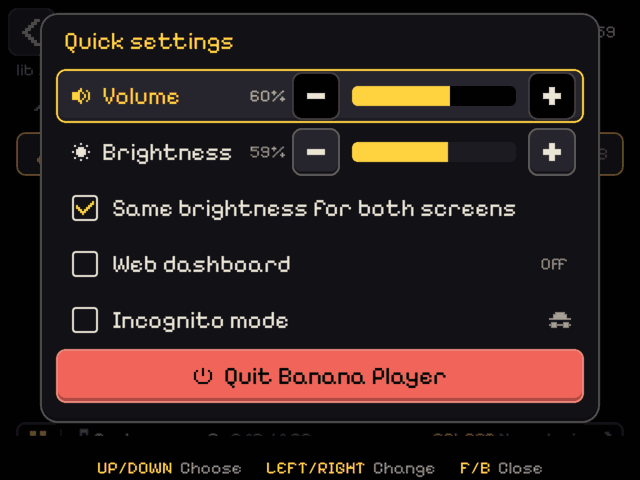 Quick settings
Volume 60%
Brightness 59%
Same brightness for both screens
Web dashboard OFF
Incognito mode
Quit Banana Player
UP/DOWN Choose LEFT/RIGHT Change F/B Close